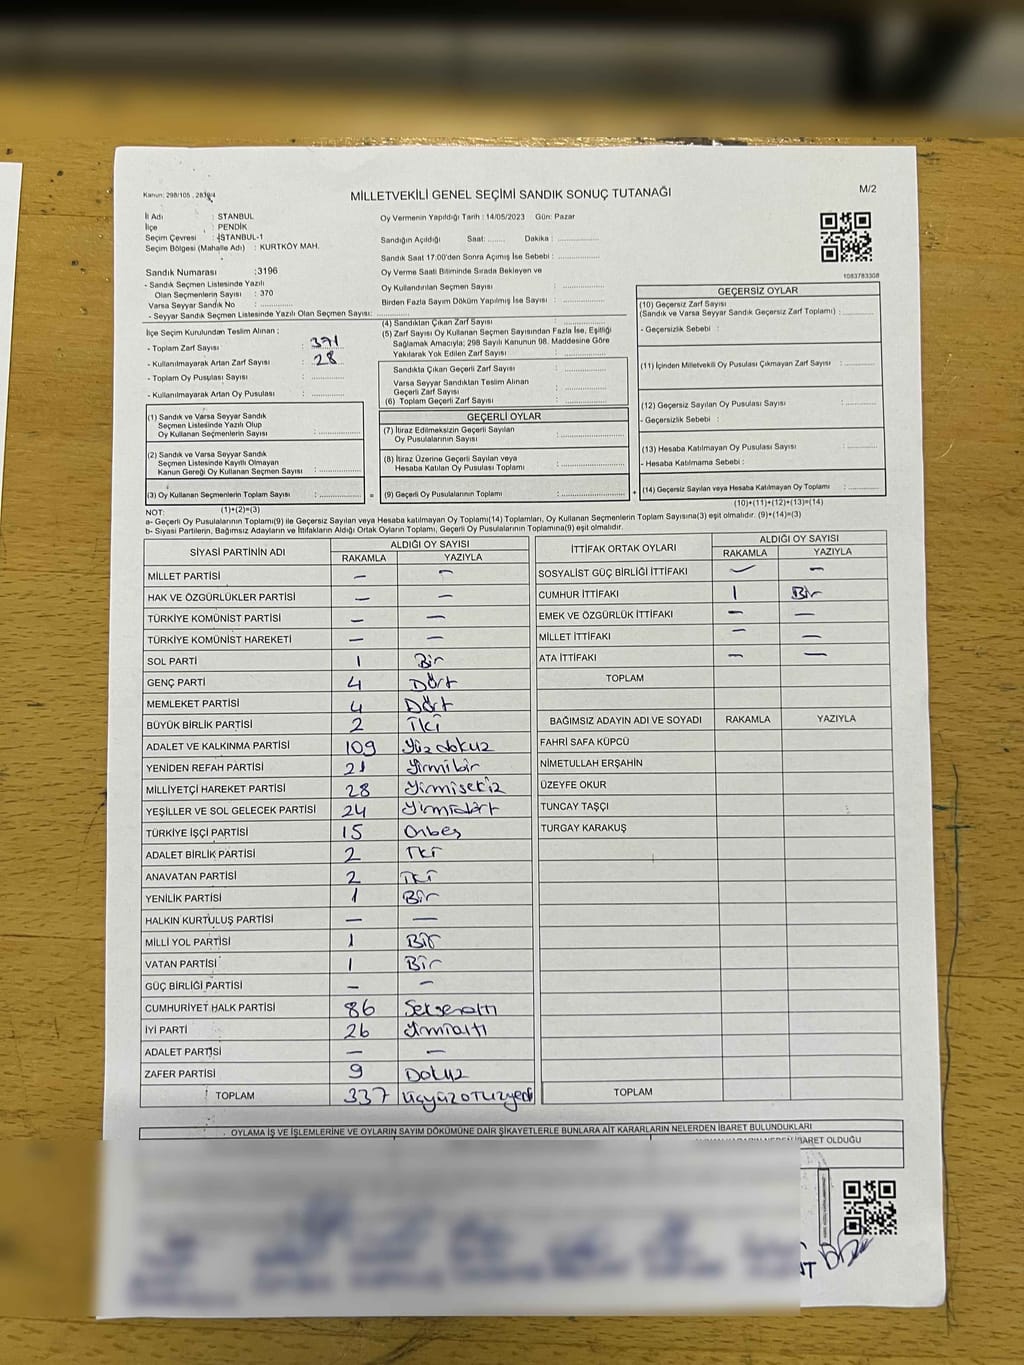 Kanun: 298/105 , 2839/4
MİLLETVEKİLİ GENEL SEÇİMİ SANDIK SONUÇ TUTANAĞI
M/2
İl Adı : STANBUL
İlçe : PENDİK
Seçim Çevresi : İSTANBUL-1
Seçim Bölgesi (Mahalle Adı) : KURTKÖY MAH.
Sandık Numarası :3196
- Sandık Seçmen Listesinde Yazılı
Olan Seçmenlerin Sayısı : 370
Varsa Seyyar Sandık No : ..............
- Seyyar Sandık Seçmen Listesinde Yazılı Olan Seçmen Sayısı: ..............
Oy Vermenin Yapıldığı Tarih : 14/05/2023 Gün: Pazar
Sandığın Açıldığı Saat: ....... Dakika : ..............
Sandık Saat 17.00'den Sonra Açımış İse Sebebi : ..............
Oy Verme Saati Bitiminde Sırada Bekleyen ve
Oy Kullandırılan Seçmen Sayısı : ..............
Birden Fazla Sayım Döküm Yapılmış İse Sayısı : ..............
1083783308
İlçe Seçim Kurulundan Teslim Alınan :
- Toplam Zarf Sayısı : 371
- Kullanılmayarak Artan Zarf Sayısı : 28
- Toplam Oy Pusulası Sayısı : ..............
- Kullanılmayarak Artan Oy Pusulası : ..............
(4) Sandıktan Çıkan Zarf Sayısı : ..............
(5) Zarf Sayısı Oy Kullanan Seçmen Sayısından Fazla İse, Eşitliği
Sağlamak Amacıyla; 298 Sayılı Kanunun 98. Maddesine Göre
Yakılarak Yok Edilen Zarf Sayısı : ..............
Sandıkta Çıkan Geçerli Zarf Sayısı : ..............
Varsa Seyyar Sandıktan Teslim Alınan
Geçerli Zarf Sayısı : ..............
(6) Toplam Geçerli Zarf Sayısı : ..............
GEÇERSİZ OYLAR
(10) Geçersiz Zarf Sayısı
(Sandık ve Varsa Seyyar Sandık Geçersiz Zarf Toplamı) : ..............
- Geçersizlik Sebebi :
(11) İçinden Milletvekili Oy Pusulası Çıkmayan Zarf Sayısı : ..............
(12) Geçersiz Sayılan Oy Pusulası Sayısı : ..............
- Geçersizlik Sebebi :
(13) Hesaba Katılmayan Oy Pusulası Sayısı : ..............
- Hesaba Katılmama Sebebi :
(14) Geçersiz Sayılan veya Hesaba Katılmayan Oy Toplamı : ..............
(10)+(11)+(12)+(13)=(14)
(1) Sandık ve Varsa Seyyar Sandık
Seçmen Listesinde Yazılı Olup
Oy Kullanan Seçmenlerin Sayısı : ..............
(2) Sandık ve Varsa Seyyar Sandık
Seçmen Listesinde Kayıtlı Olmayan
Kanun Gereği Oy Kullanan Seçmen Sayısı : ..............
(3) Oy Kullanan Seçmenlerin Toplam Sayısı : .............. =
(1)+(2)=(3)
GEÇERLİ OYLAR
(7) İtiraz Edilmeksizin Geçerli Sayılan
Oy Pusulalarının Sayısı : ..............
(8) İtiraz Üzerine Geçerli Sayılan veya
Hesaba Katılan Oy Pusulası Toplamı : ..............
(9) Geçerli Oy Pusulalarının Toplamı : .............. +
NOT:
a- Geçerli Oy Pusulalarının Toplamı(9) ile Geçersiz Sayılan veya Hesaba katılmayan Oy Toplamı(14) Toplamları, Oy Kullanan Seçmenlerin Toplam Sayısına(3) eşit olmalıdır. (9)+(14)=(3)
b- Siyasi Partilerin, Bağımsız Adayların ve İttifakların Aldığı Ortak Oyların Toplamı, Geçerli Oy Pusulalarının Toplamına(9) eşit olmalıdır.
SİYASİ PARTİNİN ADI ALDIĞI OY SAYISI
RAKAMLA YAZIYLA
MİLLET PARTİSİ — —
HAK VE ÖZGÜRLÜKLER PARTİSİ — —
TÜRKİYE KOMÜNİST PARTİSİ — —
TÜRKİYE KOMÜNİST HAREKETİ — —
SOL PARTİ 1 Bir
GENÇ PARTİ 4 Dört
MEMLEKET PARTİSİ 4 Dört
BÜYÜK BİRLİK PARTİSİ 2 İki
ADALET VE KALKINMA PARTİSİ 109 Yüzdokuz
YENİDEN REFAH PARTİSİ 21 Yirmibir
MİLLİYETÇİ HAREKET PARTİSİ 28 Yirmisekiz
YEŞİLLER VE SOL GELECEK PARTİSİ 24 Yirmidört
TÜRKİYE İŞÇİ PARTİSİ 15 Onbeş
ADALET BİRLİK PARTİSİ 2 İki
ANAVATAN PARTİSİ 2 İki
YENİLİK PARTİSİ 1 Bir
HALKIN KURTULUŞ PARTİSİ — —
MİLLİ YOL PARTİSİ 1 Bir
VATAN PARTİSİ 1 Bir
GÜÇ BİRLİĞİ PARTİSİ — —
CUMHURİYET HALK PARTİSİ 86 Seksenaltı
İYİ PARTİ 26 Yirmialtı
ADALET PARTİSİ — —
ZAFER PARTİSİ 9 Dokuz
TOPLAM 337 Üçyüzotuzyedi
İTTİFAK ORTAK OYLARI ALDIĞI OY SAYISI
RAKAMLA YAZIYLA
SOSYALİST GÜÇ BİRLİĞİ İTTİFAKI — —
CUMHUR İTTİFAKI 1 Bir
EMEK VE ÖZGÜRLÜK İTTİFAKI — —
MİLLET İTTİFAKI — —
ATA İTTİFAKI — —
TOPLAM
BAĞIMSIZ ADAYIN ADI VE SOYADI RAKAMLA YAZIYLA
FAHRİ SAFA KÜPCÜ
NİMETULLAH ERŞAHİN
ÜZEYFE OKUR
TUNCAY TAŞÇI
TURGAY KARAKUŞ
TOPLAM
OYLAMA İŞ VE İŞLEMLERİNE VE OYLARIN SAYIM DÖKÜMÜNE DAİR ŞİKAYETLERLE BUNLARA AİT KARARLARIN NELERDEN İBARET BULUNDUKLARI
İBARET OLDUĞU